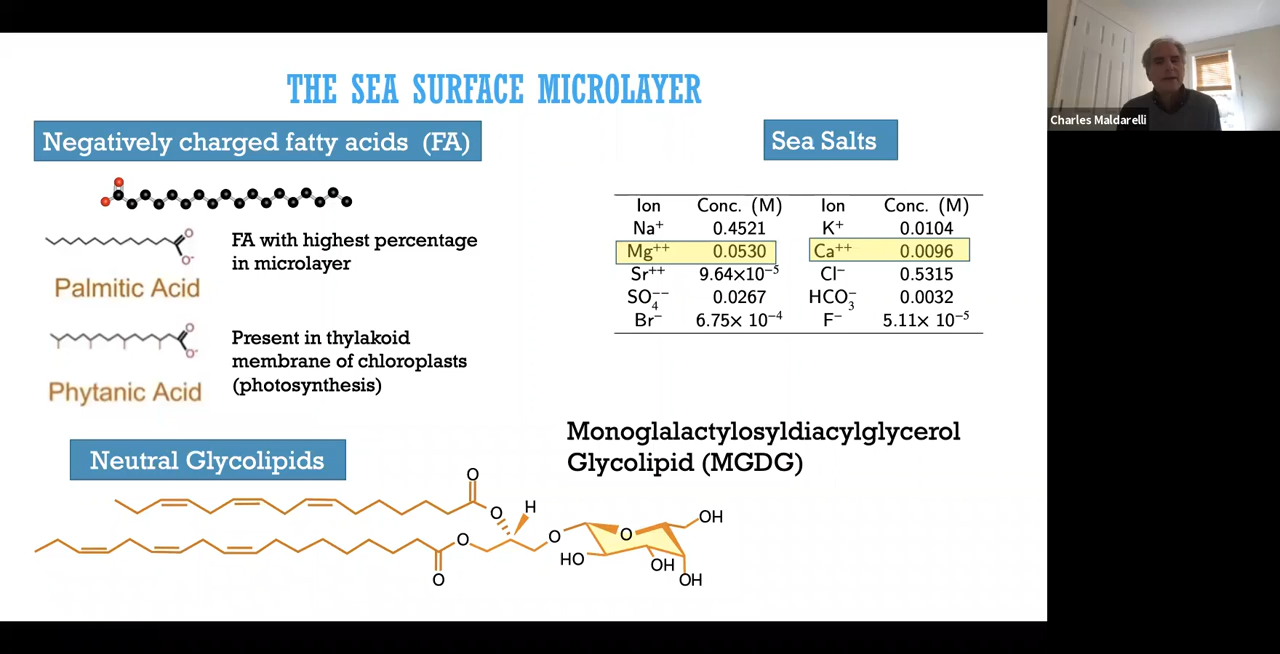 THE SEA SURFACE MICROLAYER
Charles Maldarelli
Negatively charged fatty acids (FA)
O
O-
Palmitic Acid
FA with highest percentage
in microlayer
O
O-
Phytanic Acid
Present in thylakoid
membrane of chloroplasts
(photosynthesis)
Sea Salts
Ion Conc. (M) Ion Conc. (M)
Na+ 0.4521 K+ 0.0104
Mg++ 0.0530 Ca++ 0.0096
Sr++ 9.64×10−5 Cl− 0.5315
SO4−− 0.0267 HCO3− 0.0032
Br− 6.75× 10−4 F− 5.11× 10−5
Neutral Glycolipids
Monoglalactylosyldiacylglycerol
Glycolipid (MGDG)
O
O H
O O
O
O
HO OH
OH
OH